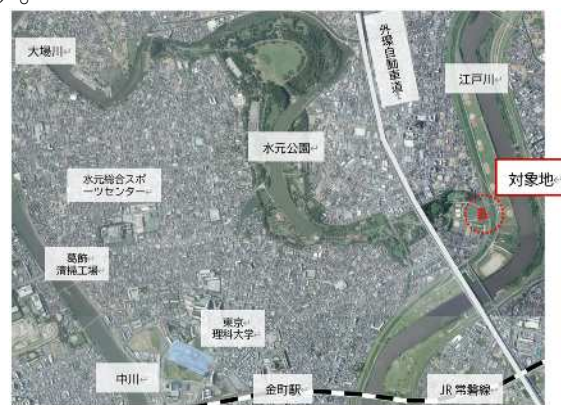 。
大場川
外環自動車道
江戸川
水元公園
対象地
水元総合スポ
ーツセンター
葛飾
清掃工場
東京
理科大学
中川
金町駅
JR 常磐線